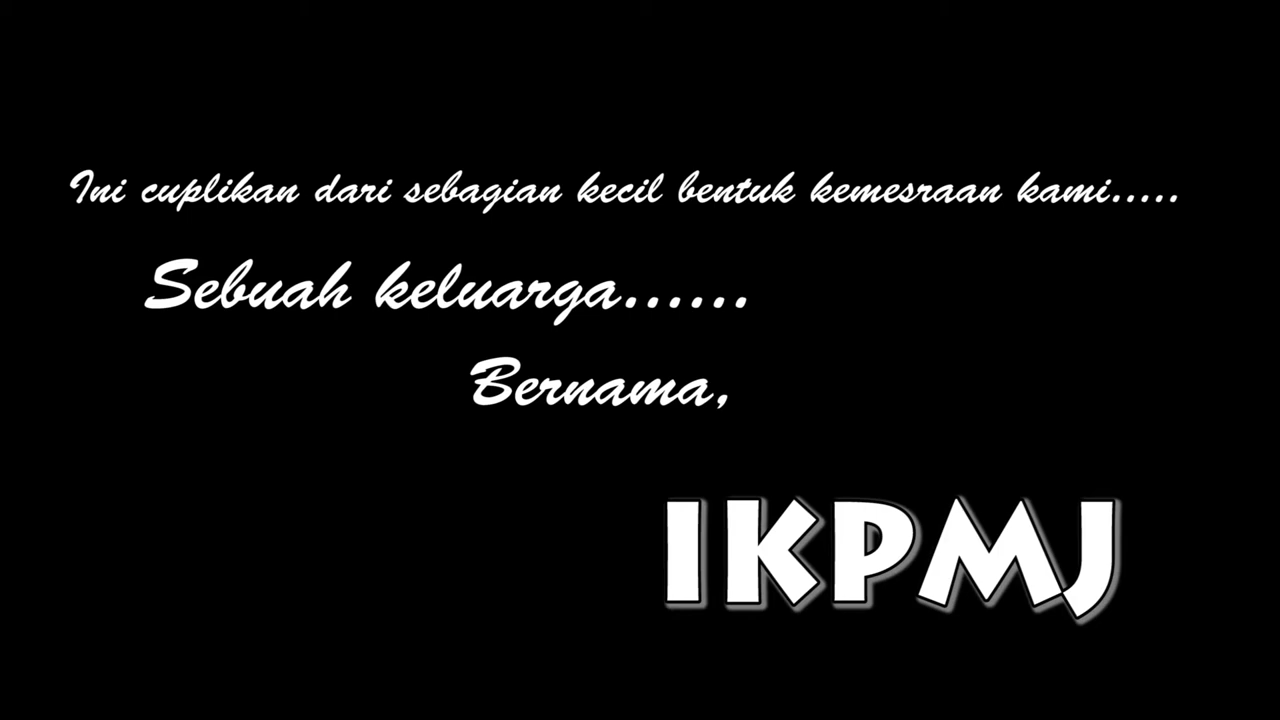 Ini cuplikan dari sebagian kecil bentuk kemesraan kami.....
Sebuah keluarga......
Bernama,
IKPMJ